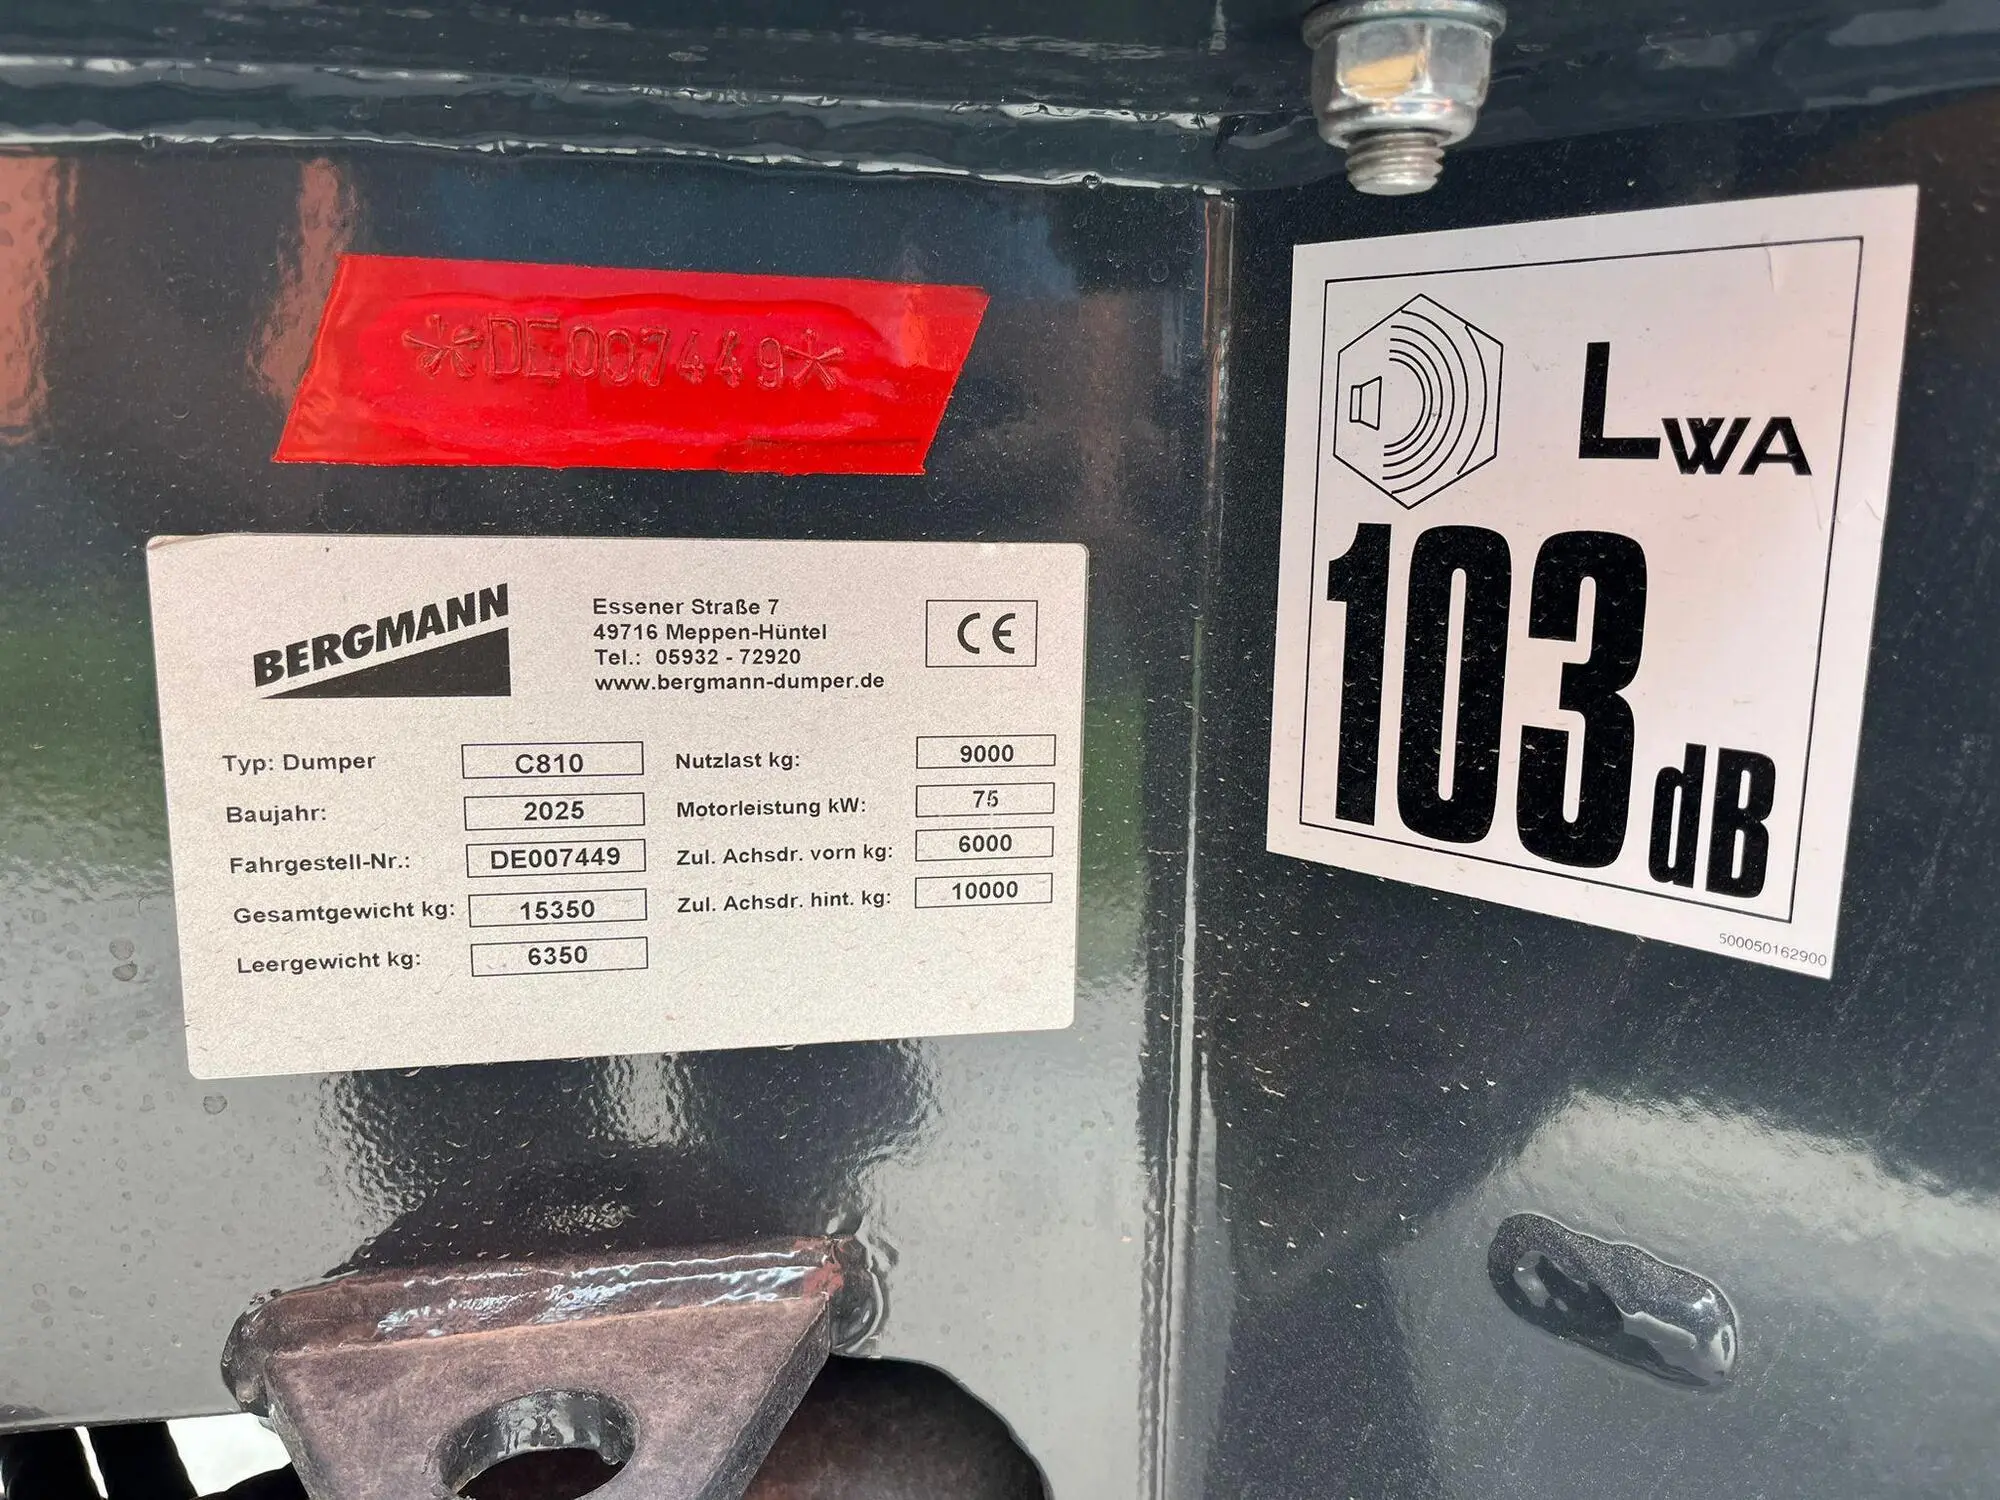 *DE007449*
BERGMANN
Essener Straße 7
49716 Meppen-Hüntel
Tel.: 05932 - 72920
www.bergmann-dumper.de
CE
Typ: Dumper C810
Baujahr: 2025
Fahrgestell-Nr.: DE007449
Gesamtgewicht kg: 15350
Leergewicht kg: 6350
Nutzlast kg: 9000
Motorleistung kW: 75
Zul. Achsdr. vorn kg: 6000
Zul. Achsdr. hint. kg: 10000
LWA
103 dB
500050162900